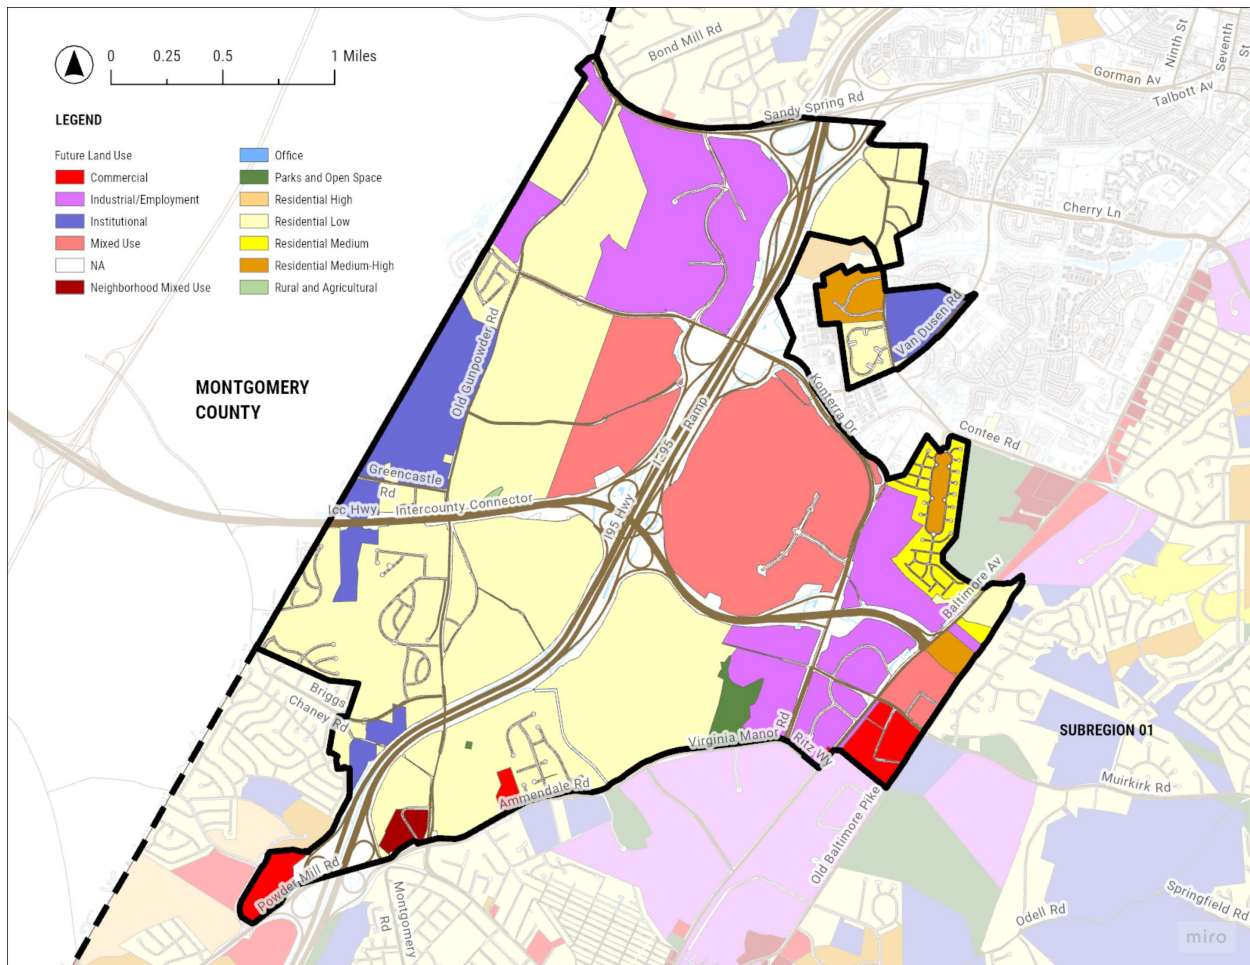 0 0.25 0.5 1 Miles
LEGEND
Future Land Use
Commercial
Industrial/Employment
Institutional
Mixed Use
NA
Neighborhood Mixed Use
Office
Parks and Open Space
Residential High
Residential Low
Residential Medium
Residential Medium-High
Rural and Agricultural
Bond Mill Rd
Ninth St
Seventh
St
Gorman Av
Talbott Av
Sandy Spring Rd
Cherry Ln
Van Dusen Rd
Old Gunpowder Rd
MONTGOMERY
COUNTY
Konterra Dr
I-95 Ramp
Contee Rd
Greencastle
Rd
Icc Hwy
Intercounty Connector
I95 Hwy
Baltimore Av
Briggs
Chaney Rd
Virginia Manor Rd
Ritz Wy
SUBREGION 01
Muirkirk Rd
Ammendale Rd
Old Baltimore Pike
Powder Mill Rd
Montgomery
Rd
Odell Rd
Springfield Rd
miro